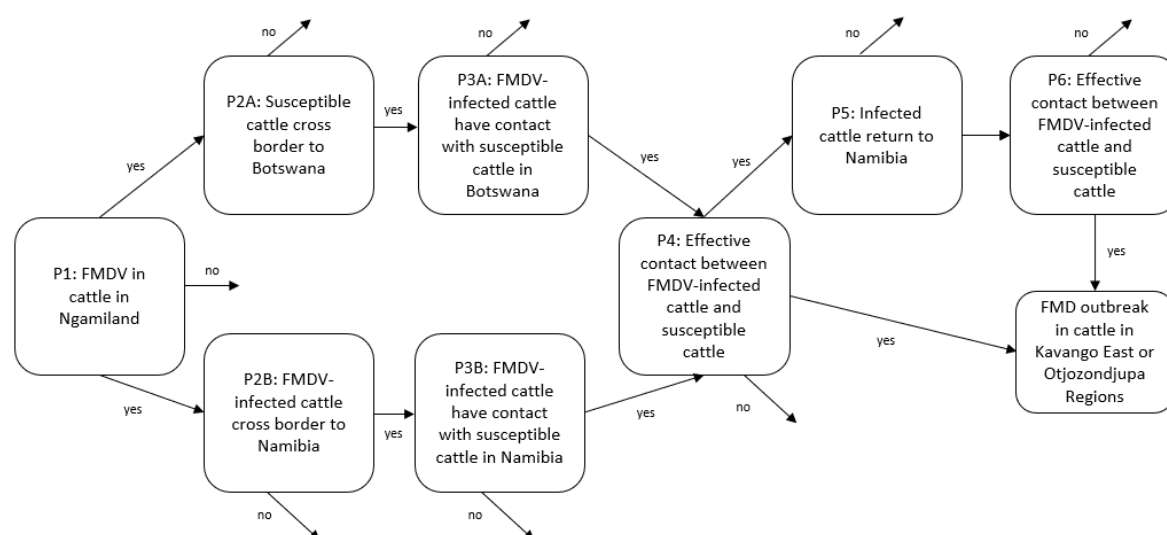 no
P2A: Susceptible
cattle cross
border to
Botswana
yes
no
P3A: FMDV-
infected cattle
have contact
with susceptible
cattle in
Botswana
yes
yes
no
P5: Infected
cattle return to
Namibia
no
P6: Effective
contact between
FMDV-infected
cattle and
susceptible
cattle
yes
P1: FMDV in
cattle in
Ngamiland
no
yes
P4: Effective
contact between
FMDV-infected
cattle and
susceptible
cattle
yes
no
yes
FMD outbreak
in cattle in
Kavango East or
Otjozondjupa
Regions
yes
P2B: FMDV-
infected cattle
cross border to
Namibia
no
yes
P3B: FMDV-
infected cattle
have contact
with susceptible
cattle in Namibia
no
yes